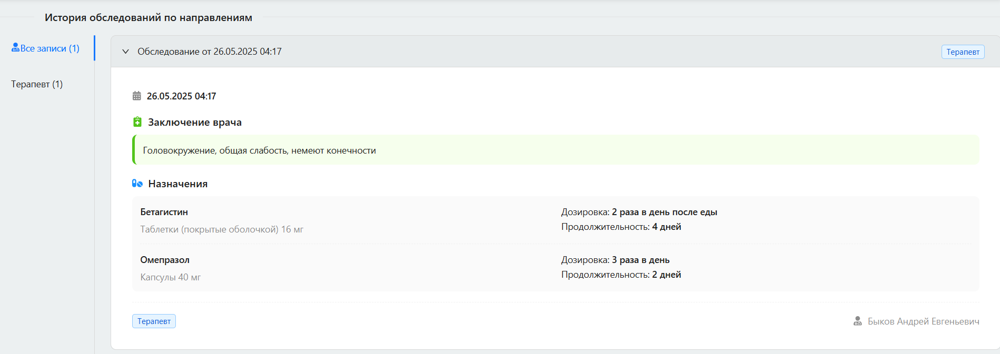 История обследований по направлениям
Все записи (1)
Терапевт (1)
Обследование от 26.05.2025 04:17
Терапевт
26.05.2025 04:17
Заключение врача
Головокружение, общая слабость, немеют конечности
Назначения
Бетагистин
Таблетки (покрытые оболочкой) 16 мг
Дозировка: 2 раза в день после еды
Продолжительность: 4 дней
Омепразол
Капсулы 40 мг
Дозировка: 3 раза в день
Продолжительность: 2 дней
Терапевт
Быков Андрей Евгеньевич